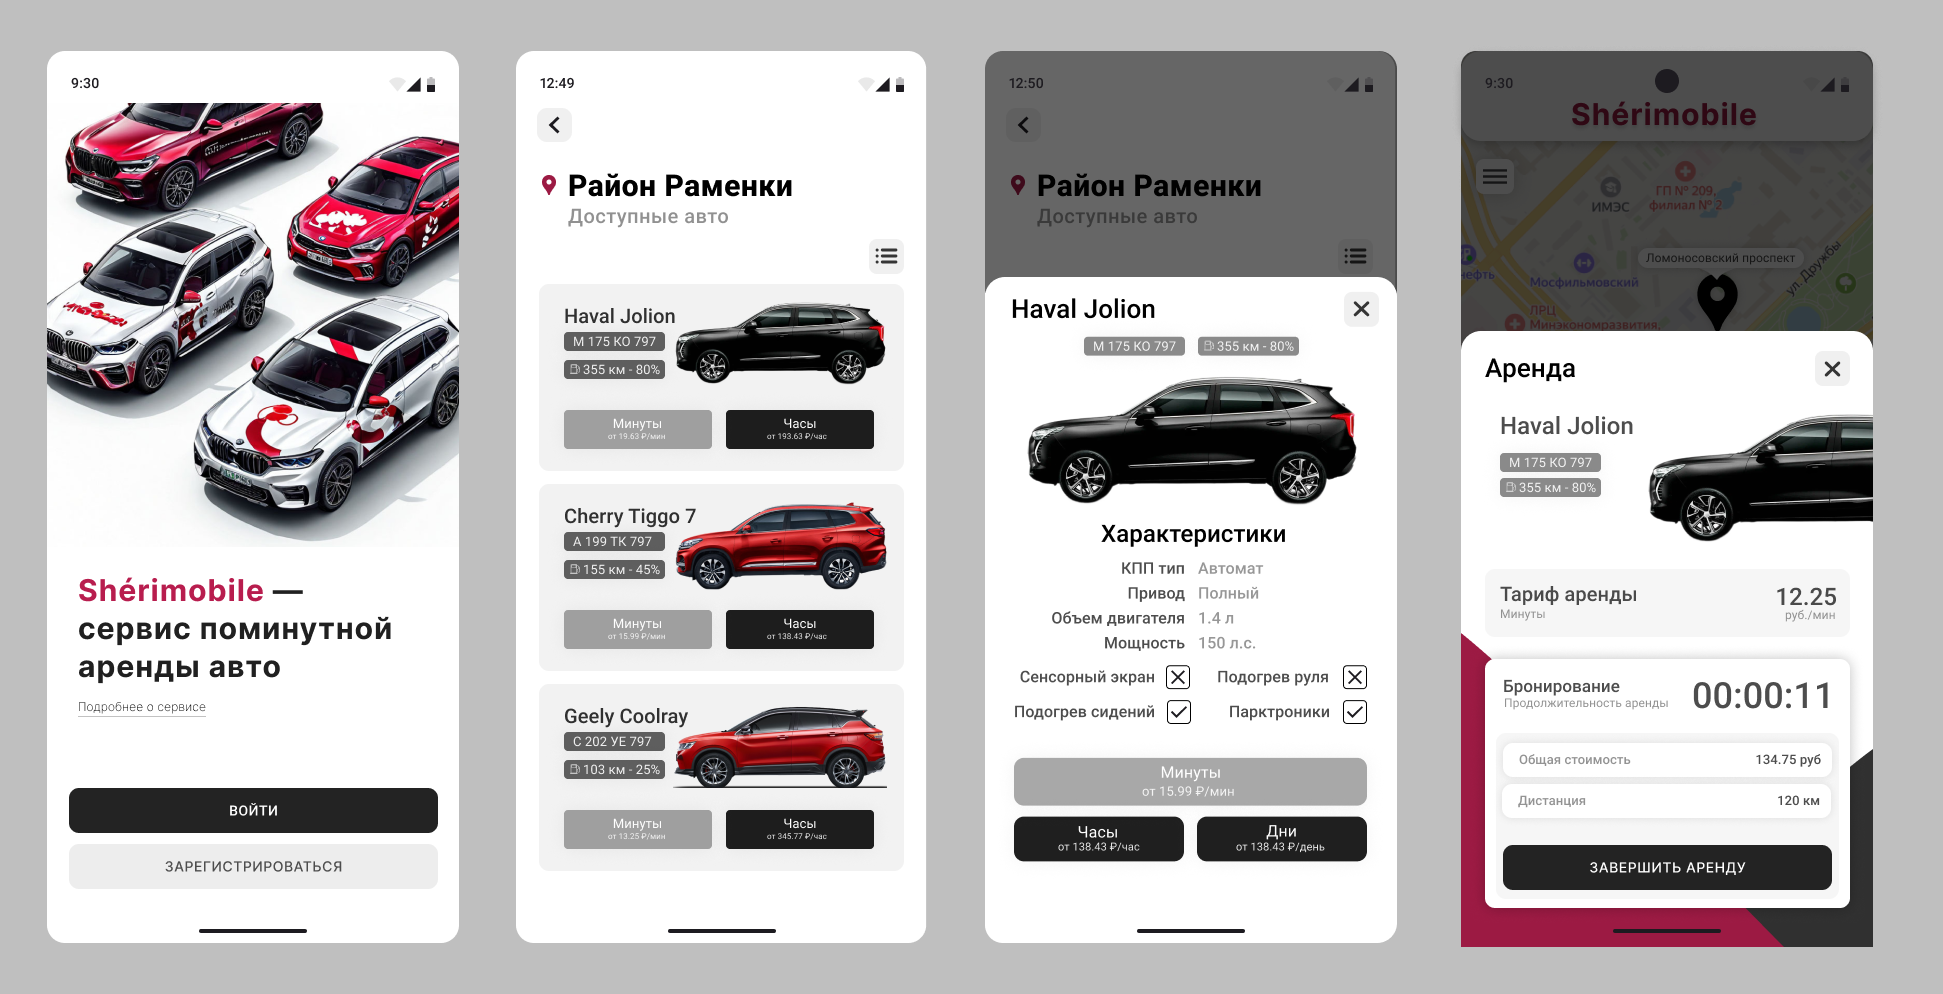 9:30
Shérimobile —
сервис поминутной
аренды авто
Подробнее о сервисе
ВОЙТИ
ЗАРЕГИСТРИРОВАТЬСЯ
12:49
Район Раменки
Доступные авто
Haval Jolion
М 175 КО 797
355 км - 80%
Минуты
от 19.63 ₽/мин
Часы
от 193.63 ₽/час
Cherry Tiggo 7
А 199 ТК 797
155 км - 45%
Минуты
от 15.99 ₽/мин
Часы
от 138.43 ₽/час
Geely Coolray
С 202 УЕ 797
103 км - 25%
Минуты
от 13.25 ₽/мин
Часы
от 345.77 ₽/час
12:50
Район Раменки
Доступные авто
Haval Jolion
М 175 КО 797
355 км - 80%
Характеристики
КПП тип Автомат
Привод Полный
Объем двигателя 1.4 л
Мощность 150 л.с.
Сенсорный экран
Подогрев руля
Подогрев сидений
Парктроники
Минуты
от 15.99 ₽/мин
Часы
от 138.43 ₽/час
Дни
от 138.43 ₽/день
9:30
Shérimobile
ГП № 209,
филиал № 2
ИМЭС
ул. Дружбы
Ломоносовский проспект
нефть
Мосфильмовский
ЛРЦ
Минэкономразвития,
Аренда
Haval Jolion
М 175 КО 797
355 км - 80%
Тариф аренды
Минуты
12.25
руб./мин
Бронирование
Продолжительность аренды
00:00:11
Общая стоимость 134.75 руб
Дистанция 120 км
ЗАВЕРШИТЬ АРЕНДУ